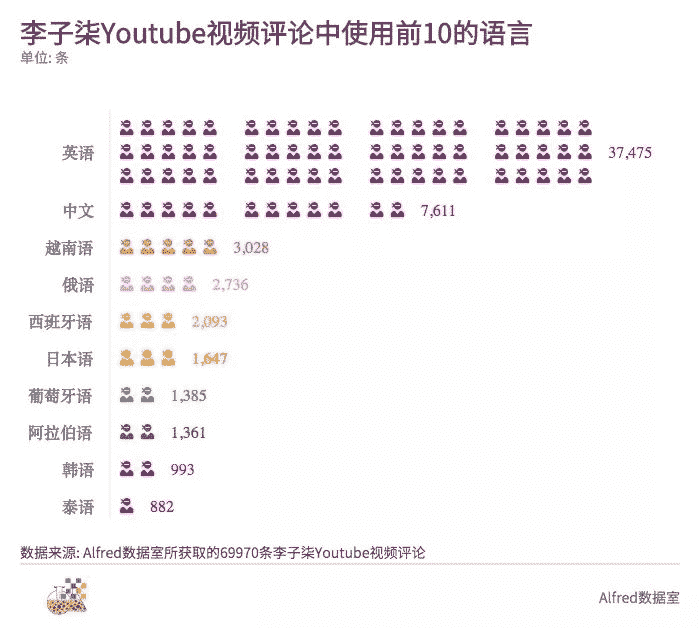 李子柒Youtube视频评论中使用前10的语言
单位: 条
英语 37,475
中文 7,611
越南语 3,028
俄语 2,736
西班牙语 2,093
日本语 1,647
葡萄牙语 1,385
阿拉伯语 1,361
韩语 993
泰语 882
数据来源: Alfred数据室所获取的69970条李子柒Youtube视频评论
Alfred数据室